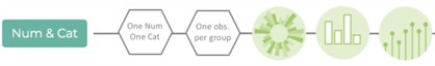 Num & Cat
One Num
One Cat
One obs.
per group